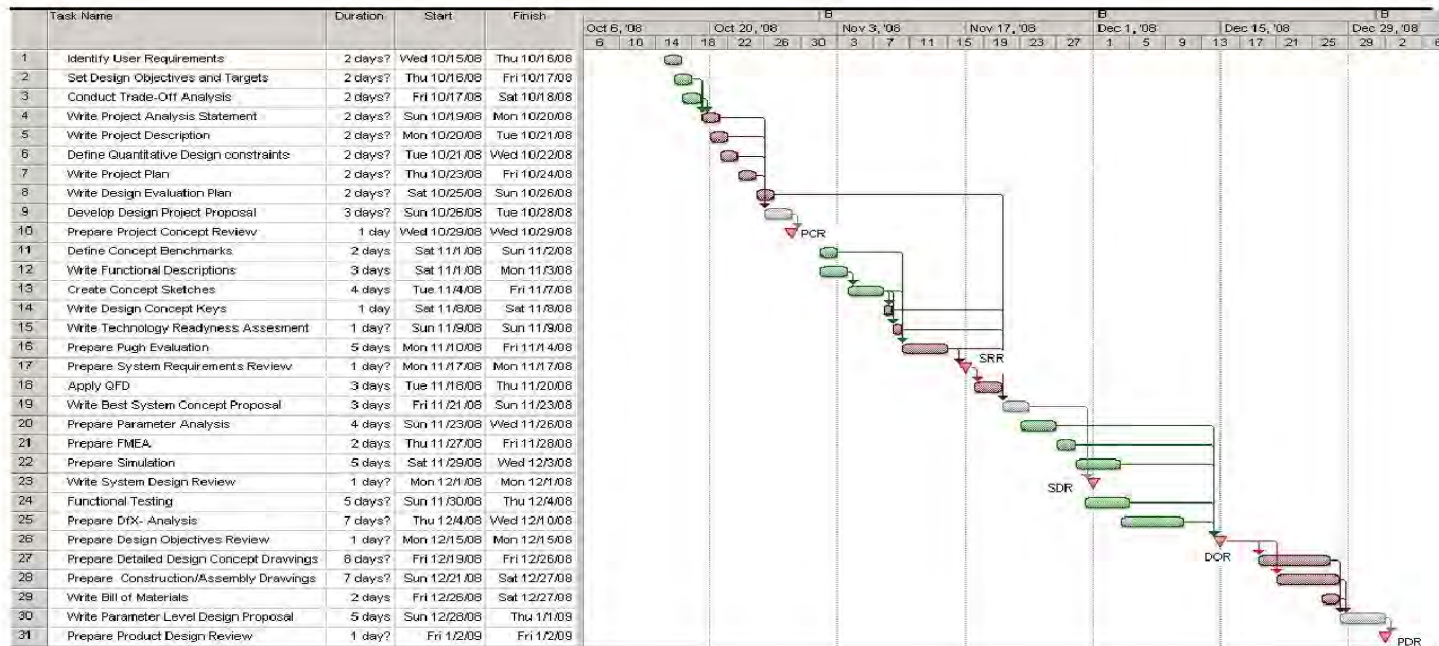 Task Name Duration Start Finish
Oct 6, '08 Oct 20, '08 Nov 3, '08 Nov 17, '08 Dec 1, '08 Dec 15, '08 Dec 29, '08
6 10 14 18 22 26 30 3 7 11 15 19 23 27 1 5 9 13 17 21 25 29 2 6
1 Identify User Requirements 2 days? Wed 10/15/08 Thu 10/16/08
2 Set Design Objectives and Targets 2 days? Thu 10/16/08 Fri 10/17/08
3 Conduct Trade-Off Analysis 2 days? Fri 10/17/08 Sat 10/18/08
4 Write Project Analysis Statement 2 days? Sun 10/19/08 Mon 10/20/08
5 Write Project Description 2 days? Mon 10/20/08 Tue 10/21/08
6 Define Quantitative Design constraints 2 days? Tue 10/21/08 Wed 10/22/08
7 Write Project Plan 2 days? Thu 10/23/08 Fri 10/24/08
8 Write Design Evaluation Plan 2 days? Sat 10/25/08 Sun 10/26/08
9 Develop Design Project Proposal 3 days? Sun 10/26/08 Tue 10/28/08
10 Prepare Project Concept Review 1 day Wed 10/29/08 Wed 10/29/08 PCR
11 Define Concept Benchmarks 2 days Sat 11/1/08 Sun 11/2/08
12 Write Functional Descriptions 3 days Sat 11/1/08 Mon 11/3/08
13 Create Concept Sketches 4 days Tue 11/4/08 Fri 11/7/08
14 Write Design Concept Keys 1 day Sat 11/8/08 Sat 11/8/08
15 Write Technology Readyness Assesment 1 day? Sun 11/9/08 Sun 11/9/08
16 Prepare Pugh Evaluation 5 days Mon 11/10/08 Fri 11/14/08
SRR
17 Prepare System Requirements Review 1 day? Mon 11/17/08 Mon 11/17/08
18 Apply QFD 3 days Tue 11/18/08 Thu 11/20/08
19 Write Best System Concept Proposal 3 days Fri 11/21/08 Sun 11/23/08
20 Prepare Parameter Analysis 4 days Sun 11/23/08 Wed 11/26/08
21 Prepare FMEA 2 days Thu 11/27/08 Fri 11/28/08
22 Prepare Simulation 5 days Sat 11/29/08 Wed 12/3/08
23 Write System Design Review 1 day? Mon 12/1/08 Mon 12/1/08 SDR
24 Functional Testing 5 days? Sun 11/30/08 Thu 12/4/08
25 Prepare DfX- Analysis 7 days? Thu 12/4/08 Wed 12/10/08
26 Prepare Design Objectives Review 1 day? Mon 12/15/08 Mon 12/15/08
DOR
27 Prepare Detailed Design Concept Drawings 8 days? Fri 12/19/08 Fri 12/26/08
28 Prepare Construction/Assembly Drawings 7 days? Sun 12/21/08 Sat 12/27/08
29 Write Bill of Materials 2 days Fri 12/26/08 Sat 12/27/08
30 Write Parameter Level Design Proposal 5 days Sun 12/28/08 Thu 1/1/09
31 Prepare Product Design Review 1 day? Fri 1/2/09 Fri 1/2/09 PDR